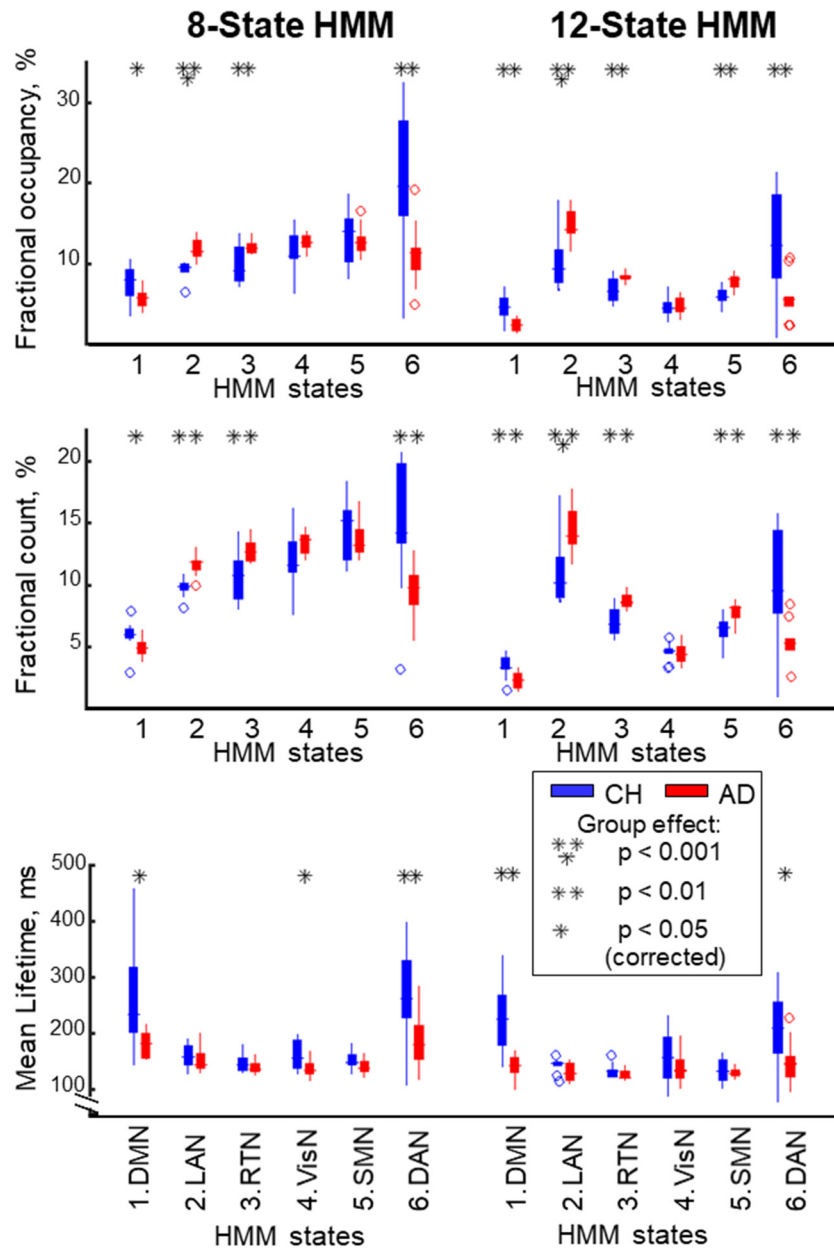 8-State HMM 12-State HMM
Fractional occupancy, %
* ** * ** ** ** ** * ** ** **
30
20
10
1 2 3 4 5 6 1 2 3 4 5 6
HMM states HMM states
Fractional count, %
* ** ** ** ** ** * ** ** **
20
15
10
5
1 2 3 4 5 6 1 2 3 4 5 6
HMM states HMM states
CH AD
Group effect:
** * p < 0.001
** p < 0.01
* p < 0.05
(corrected)
Mean Lifetime, ms
* * ** ** *
500
400
300
200
100
1.DMN 2.LAN 3.RTN 4.VisN 5.SMN 6.DAN 1.DMN 2.LAN 3.RTN 4.VisN 5.SMN 6.DAN
HMM states HMM states